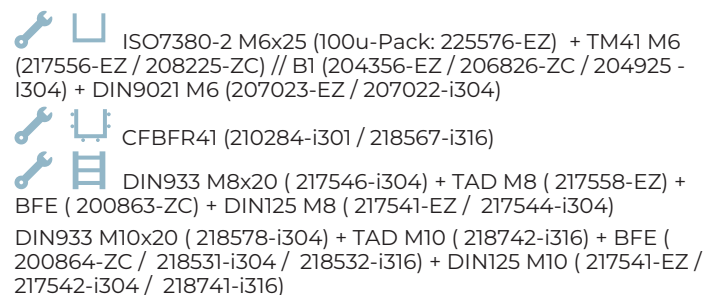 ISO7380-2 M6x25 (100u-Pack: 225576-EZ) + TM41 M6
(217556-EZ / 208225-ZC) // B1 (204356-EZ / 206826-ZC / 204925 -
I304) + DIN9021 M6 (207023-EZ / 207022-i304)
CFBFR41 (210284-i301 / 218567-i316)
DIN933 M8x20 ( 217546-i304) + TAD M8 ( 217558-EZ) +
BFE ( 200863-ZC) + DIN125 M8 ( 217541-EZ / 217544-i304)
DIN933 M10x20 ( 218578-i304) + TAD M10 ( 218742-i316) + BFE (
200864-ZC / 218531-i304 / 218532-i316) + DIN125 M10 ( 217541-EZ /
217542-i304 / 218741-i316)